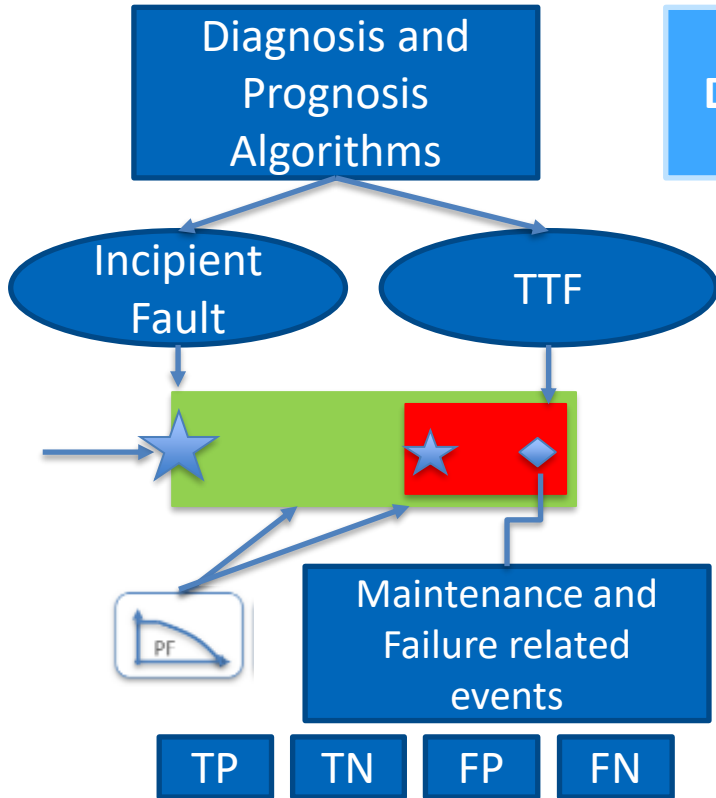 Diagnosis and
Prognosis
Algorithms
D
Incipient
Fault
TTF
PF
Maintenance and
Failure related
events
TP
TN
FP
FN